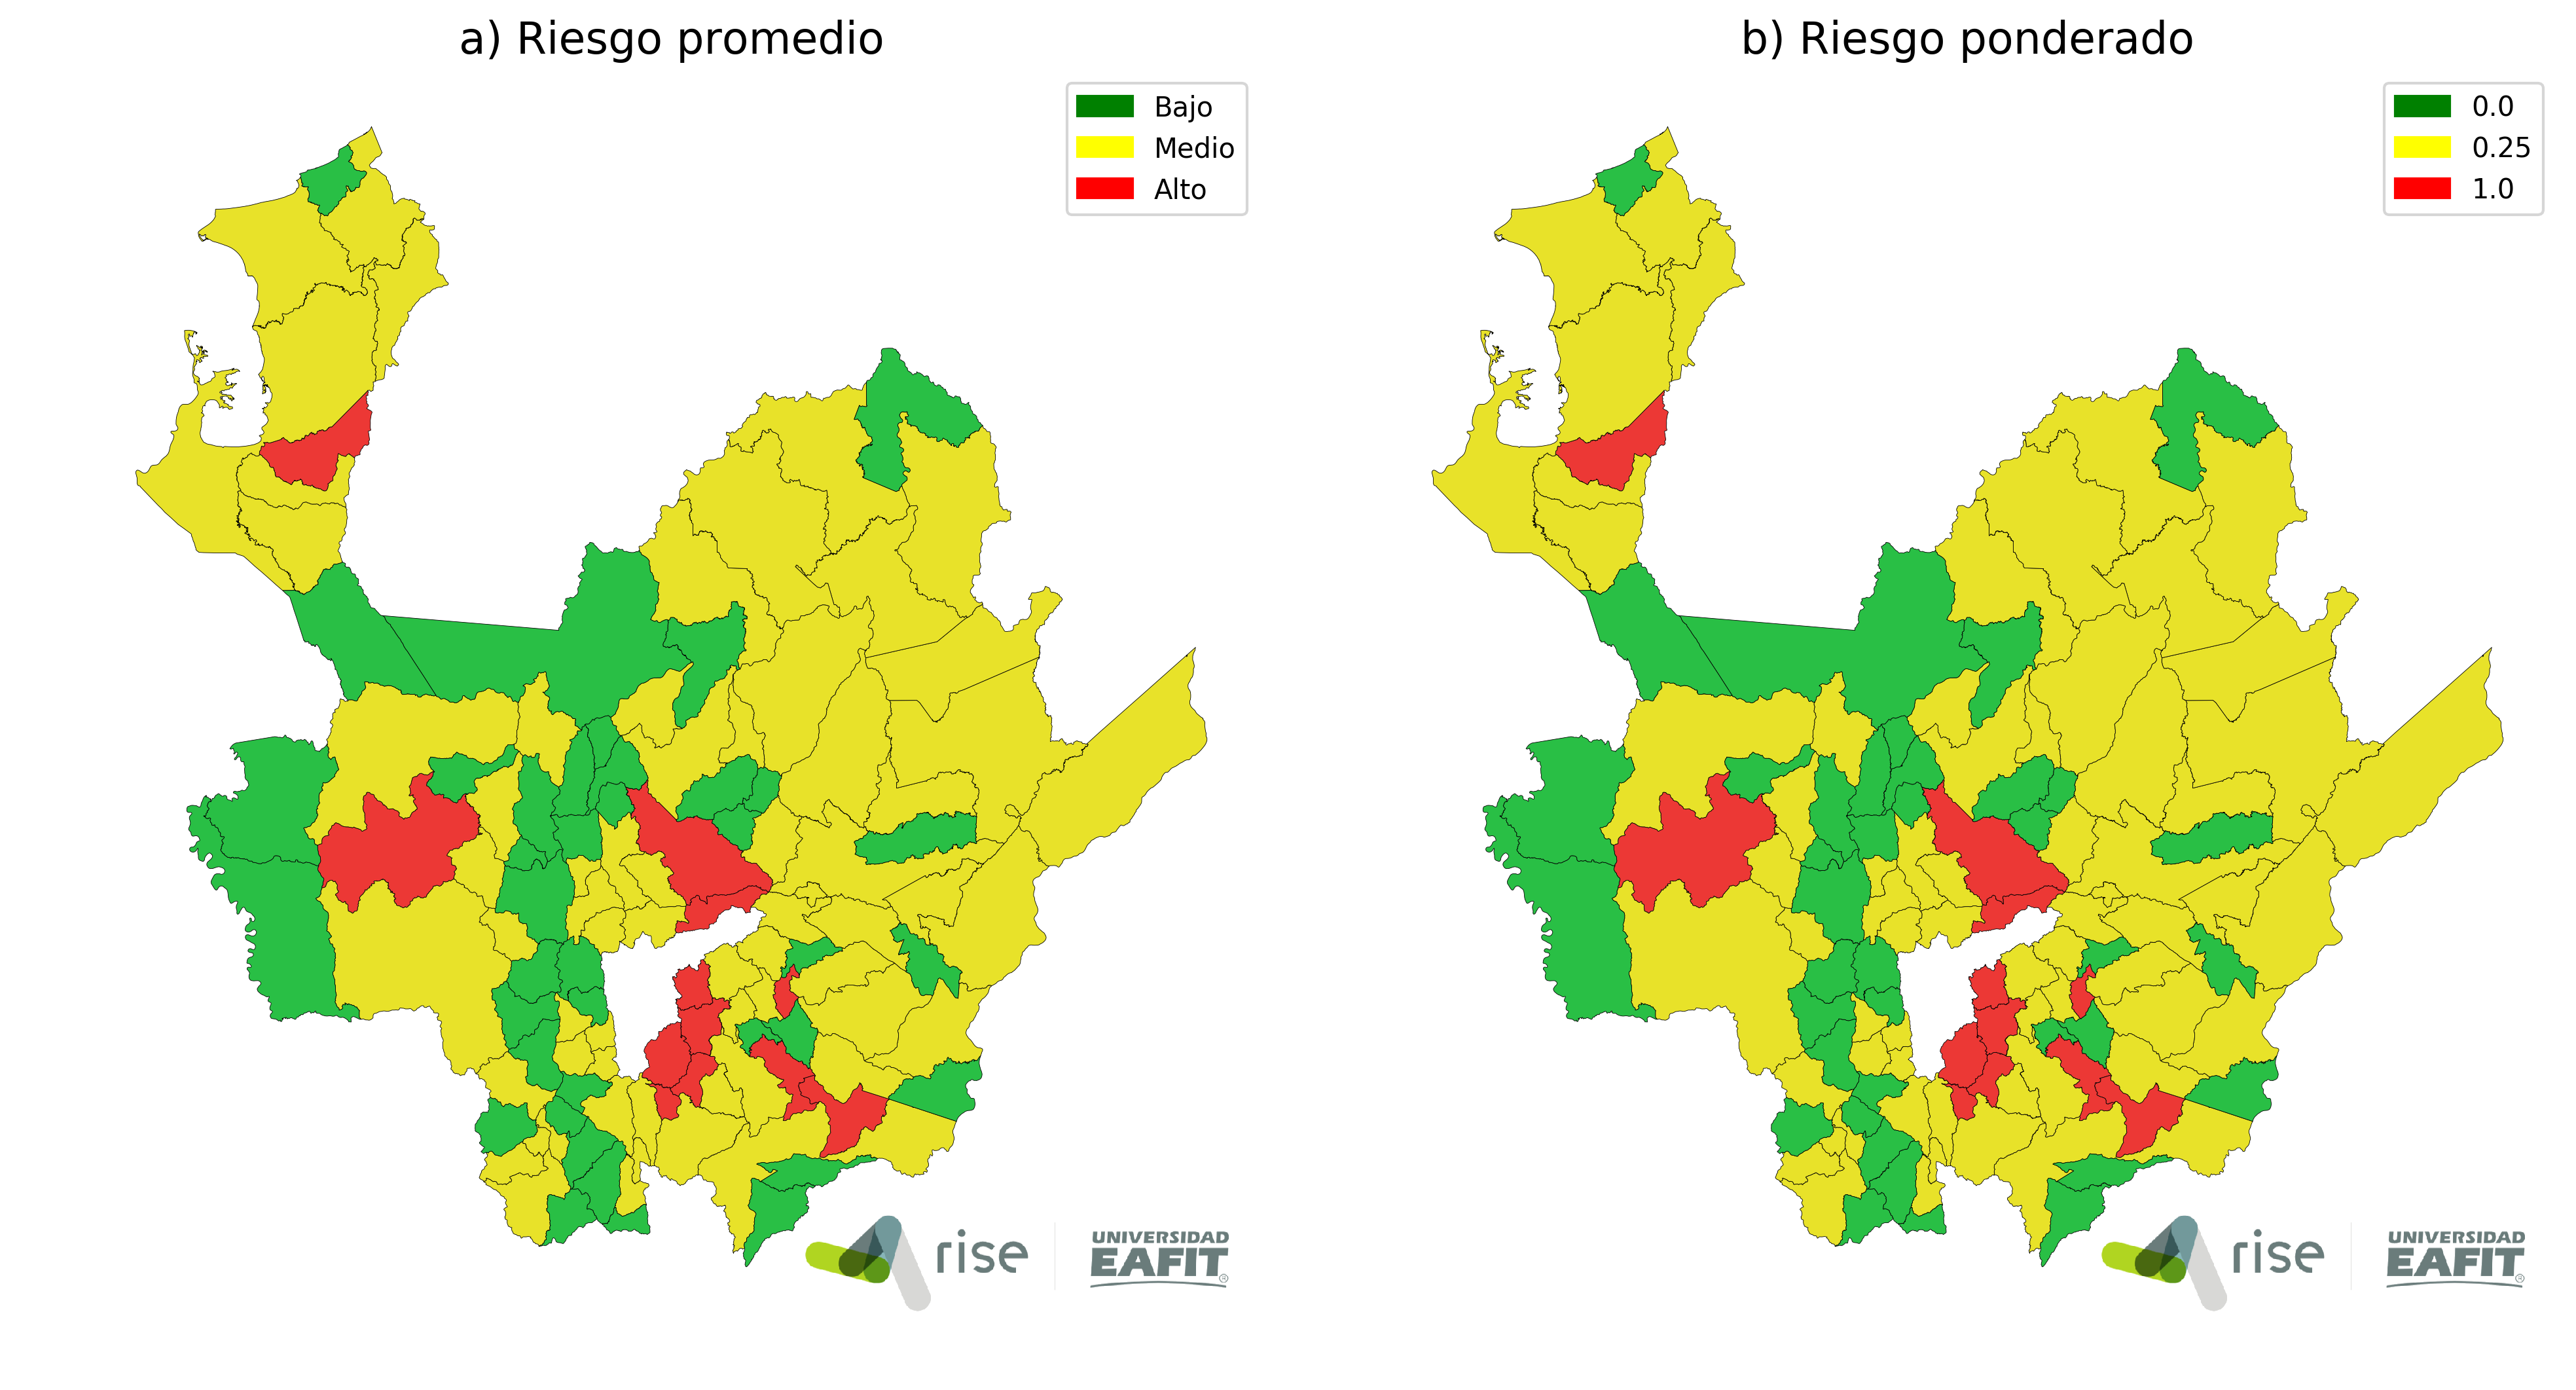 a) Riesgo promedio
Bajo
Medio
Alto
rise
UNIVERSIDAD
EAFIT®
b) Riesgo ponderado
0.0
0.25
1.0
rise
UNIVERSIDAD
EAFIT®